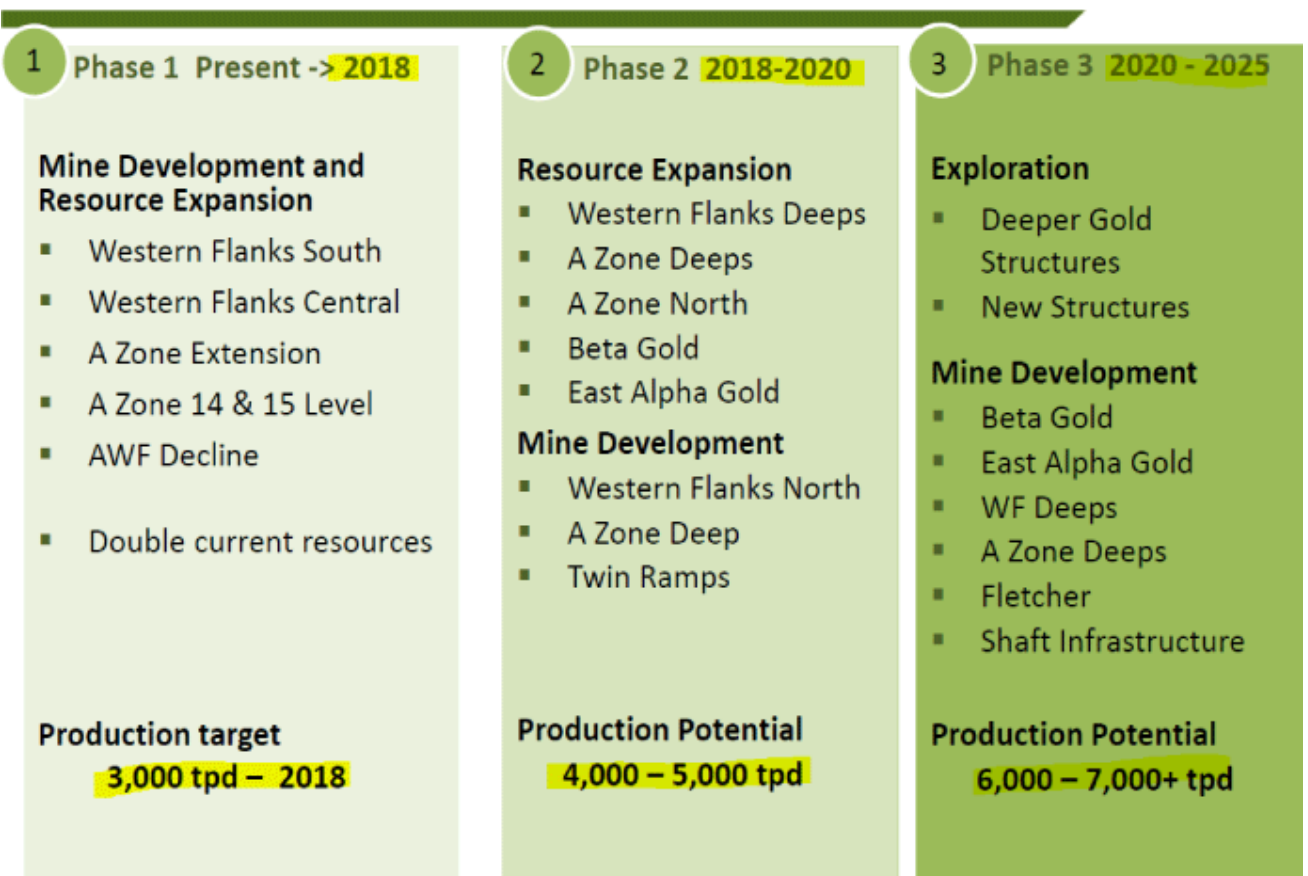 1
Phase 1 Present -> 2018
Mine Development and
Resource Expansion
▪ Western Flanks South
▪ Western Flanks Central
▪ A Zone Extension
▪ A Zone 14 & 15 Level
▪ AWF Decline
▪ Double current resources
Production target
3,000 tpd – 2018
2
Phase 2 2018-2020
Resource Expansion
▪ Western Flanks Deeps
▪ A Zone Deeps
▪ A Zone North
▪ Beta Gold
▪ East Alpha Gold
Mine Development
▪ Western Flanks North
▪ A Zone Deep
▪ Twin Ramps
Production Potential
4,000 – 5,000 tpd
3
Phase 3 2020 - 2025
Exploration
▪ Deeper Gold
Structures
▪ New Structures
Mine Development
▪ Beta Gold
▪ East Alpha Gold
▪ WF Deeps
▪ A Zone Deeps
▪ Fletcher
▪ Shaft Infrastructure
Production Potential
6,000 – 7,000+ tpd